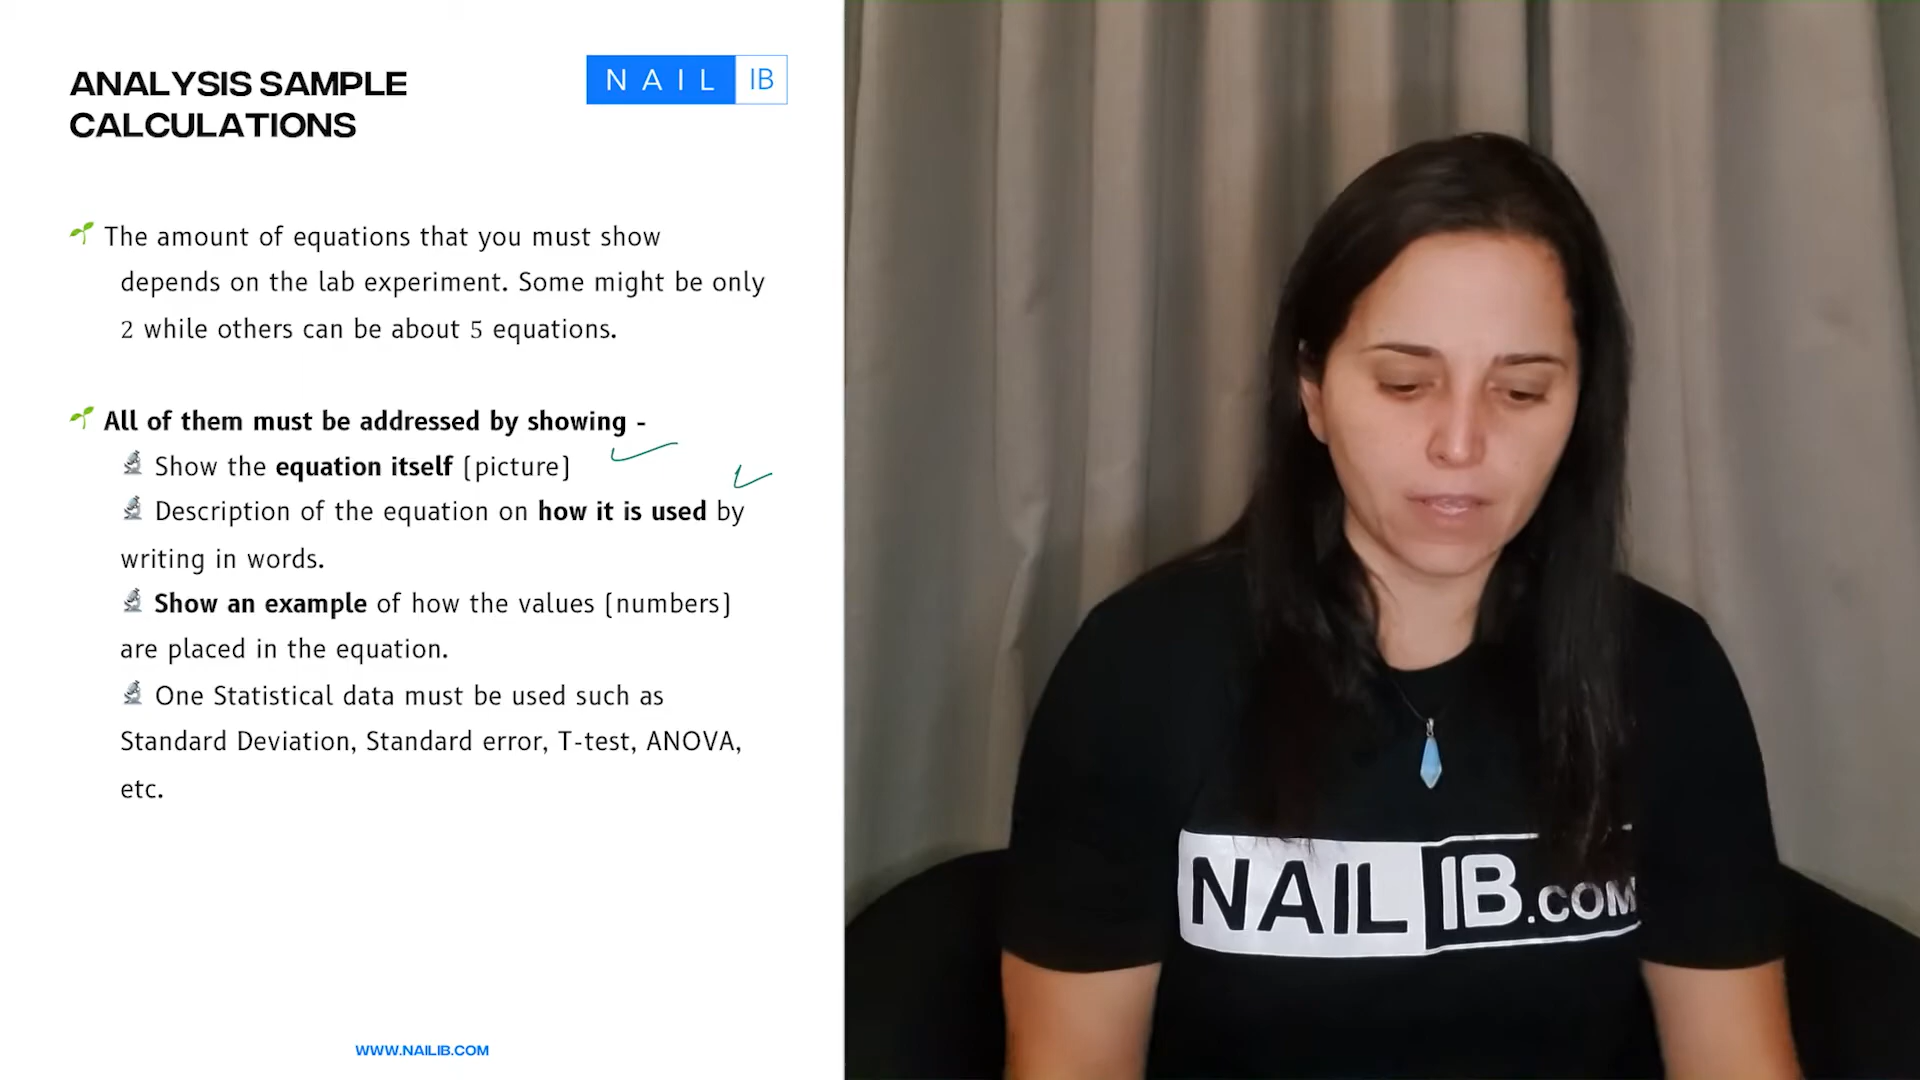 ANALYSIS SAMPLE
CALCULATIONS
NAIL IB
The amount of equations that you must show
depends on the lab experiment. Some might be only
2 while others can be about 5 equations.
All of them must be addressed by showing -
Show the equation itself (picture)
Description of the equation on how it is used by
writing in words.
Show an example of how the values (numbers)
are placed in the equation.
One Statistical data must be used such as
Standard Deviation, Standard error, T-test, ANOVA,
etc.
WWW.NAILIB.COM
NAILIB.COM